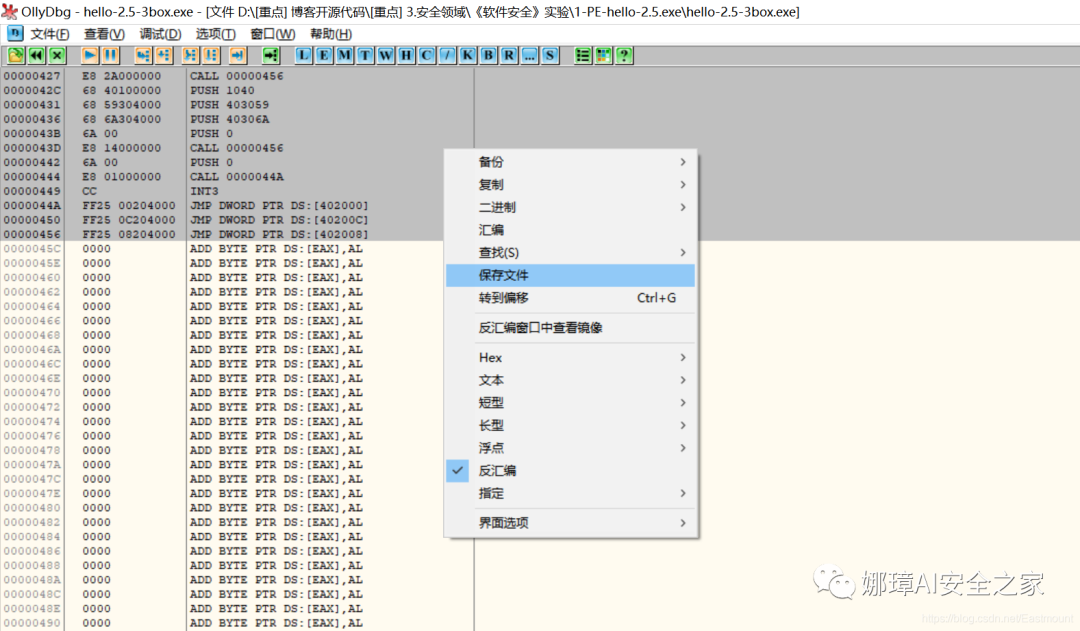 OllyDbg - hello-2.5-3box.exe - [文件 D:\[重点] 博客开源代码\[重点] 3.安全领域\《软件安全》实验\1-PE-hello-2.5.exe\hello-2.5-3box.exe]
文件(F) 查看(V) 调试(D) 选项(T) 窗口(W) 帮助(H)
L E M T W H C / K B R ... S ?
00000427 E8 2A000000 CALL 00000456
0000042C 68 40100000 PUSH 1040
00000431 68 59304000 PUSH 403059
00000436 68 6A304000 PUSH 40306A
0000043B 6A 00 PUSH 0
0000043D E8 14000000 CALL 00000456
00000442 6A 00 PUSH 0
00000444 E8 01000000 CALL 0000044A
00000449 CC INT3
0000044A FF25 00204000 JMP DWORD PTR DS:[402000]
00000450 FF25 0C204000 JMP DWORD PTR DS:[40200C]
00000456 FF25 08204000 JMP DWORD PTR DS:[402008]
0000045C 0000 ADD BYTE PTR DS:[EAX],AL
0000045E 0000 ADD BYTE PTR DS:[EAX],AL
00000460 0000 ADD BYTE PTR DS:[EAX],AL
00000462 0000 ADD BYTE PTR DS:[EAX],AL
00000464 0000 ADD BYTE PTR DS:[EAX],AL
00000466 0000 ADD BYTE PTR DS:[EAX],AL
00000468 0000 ADD BYTE PTR DS:[EAX],AL
0000046A 0000 ADD BYTE PTR DS:[EAX],AL
0000046C 0000 ADD BYTE PTR DS:[EAX],AL
0000046E 0000 ADD BYTE PTR DS:[EAX],AL
00000470 0000 ADD BYTE PTR DS:[EAX],AL
00000472 0000 ADD BYTE PTR DS:[EAX],AL
00000474 0000 ADD BYTE PTR DS:[EAX],AL
00000476 0000 ADD BYTE PTR DS:[EAX],AL
00000478 0000 ADD BYTE PTR DS:[EAX],AL
0000047A 0000 ADD BYTE PTR DS:[EAX],AL
0000047C 0000 ADD BYTE PTR DS:[EAX],AL
0000047E 0000 ADD BYTE PTR DS:[EAX],AL
00000480 0000 ADD BYTE PTR DS:[EAX],AL
00000482 0000 ADD BYTE PTR DS:[EAX],AL
00000484 0000 ADD BYTE PTR DS:[EAX],AL
00000486 0000 ADD BYTE PTR DS:[EAX],AL
00000488 0000 ADD BYTE PTR DS:[EAX],AL
0000048A 0000 ADD BYTE PTR DS:[EAX],AL
0000048C 0000 ADD BYTE PTR DS:[EAX],AL
0000048E 0000 ADD BYTE PTR DS:[EAX],AL
00000490 0000 ADD BYTE PTR DS:[EAX],AL
备份
复制
二进制
汇编
查找(S)
保存文件
转到偏移 Ctrl+G
反汇编窗口中查看镜像
Hex
文本
短型
长型
浮点
反汇编
指定
界面选项
娜璋AI安全之家
https://blog.csdn.net/Eastmount